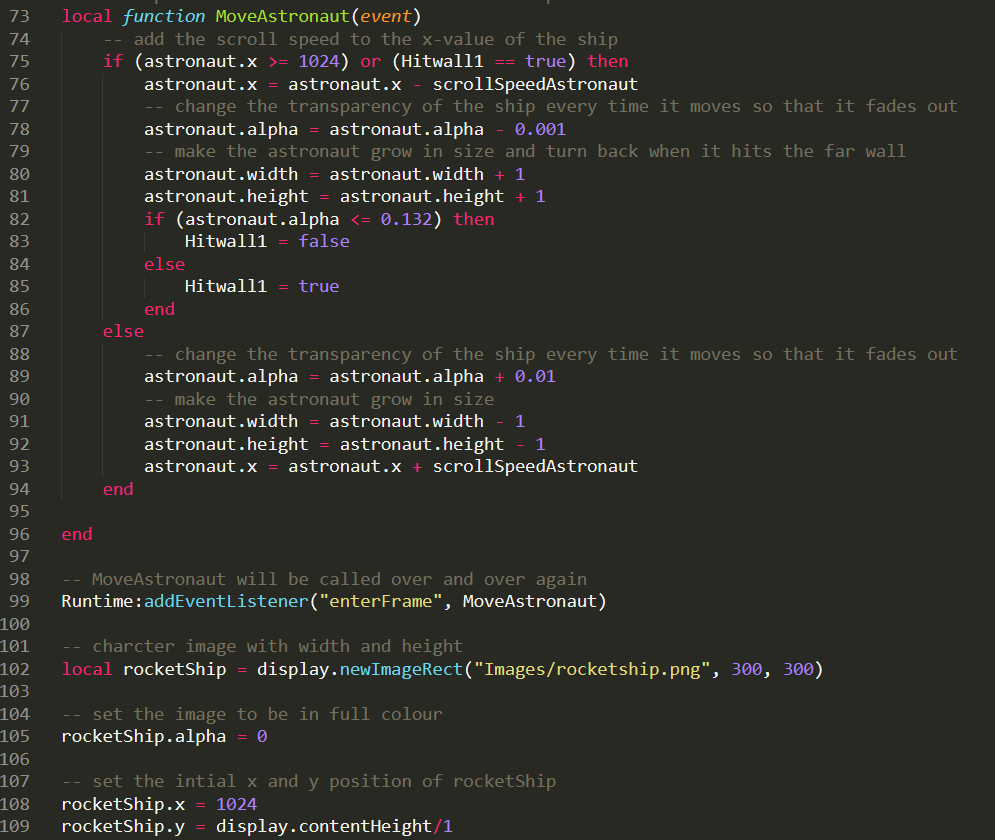 73 local function MoveAstronaut(event)
74 -- add the scroll speed to the x-value of the ship
75 if (astronaut.x >= 1024) or (Hitwall1 == true) then
76 astronaut.x = astronaut.x - scrollSpeedAstronaut
77 -- change the transparency of the ship every time it moves so that it fades out
78 astronaut.alpha = astronaut.alpha - 0.001
79 -- make the astronaut grow in size and turn back when it hits the far wall
80 astronaut.width = astronaut.width + 1
81 astronaut.height = astronaut.height + 1
82 if (astronaut.alpha <= 0.132) then
83 Hitwall1 = false
84 else
85 Hitwall1 = true
86 end
87 else
88 -- change the transparency of the ship every time it moves so that it fades out
89 astronaut.alpha = astronaut.alpha + 0.01
90 -- make the astronaut grow in size
91 astronaut.width = astronaut.width - 1
92 astronaut.height = astronaut.height - 1
93 astronaut.x = astronaut.x + scrollSpeedAstronaut
94 end
95
96 end
97
98 -- MoveAstronaut will be called over and over again
99 Runtime:addEventListener("enterFrame", MoveAstronaut)
100
101 -- charcter image with width and height
102 local rocketShip = display.newImageRect("Images/rocketship.png", 300, 300)
103
104 -- set the image to be in full colour
105 rocketShip.alpha = 0
106
107 -- set the intial x and y position of rocketShip
108 rocketShip.x = 1024
109 rocketShip.y = display.contentHeight/1